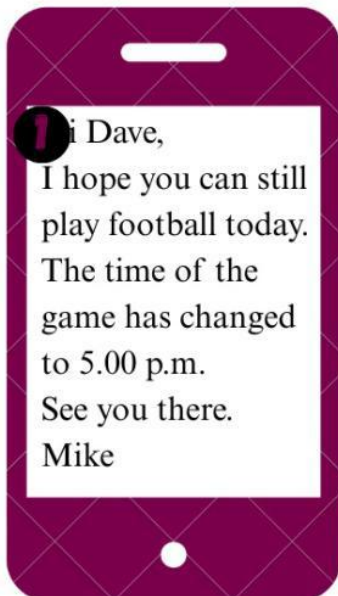 1 i Dave,
I hope you can still
play football today.
The time of the
game has changed
to 5.00 p.m.
See you there.
Mike